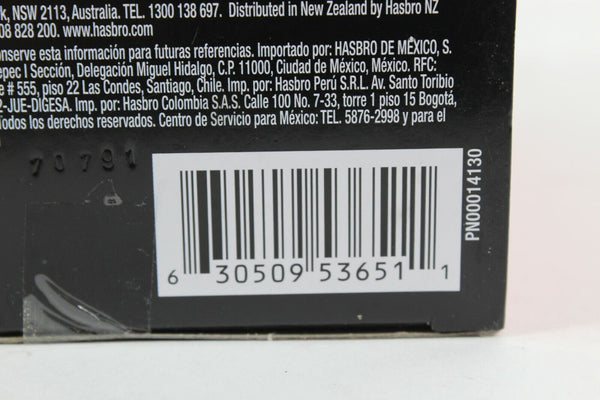 k, NSW 2113, Australia. TEL. 1300 138 697. Distributed in New Zealand by Hasbro NZ
08 828 200. www.hasbro.com
onserve esta información para futuras referencias. Importado por: HASBRO DE MÉXICO, S.
tepec I Sección, Delegación Miguel Hidalgo, C.P. 11000, Ciudad de México, México. RFC:
e # 555, piso 22 Las Condes, Santiago, Chile. Imp. por: Hasbro Perú S.R.L. Av. Santo Toribio
2-JUE-DIGESA. Imp. por: Hasbro Colombia S.A.S. Calle 100 No. 7-33, torre 1 piso 15 Bogotá,
Todos los derechos reservados. Centro de Servicio para México: TEL. 5876-2998 y para el
70791
PN00014130
6 30509 53651 1